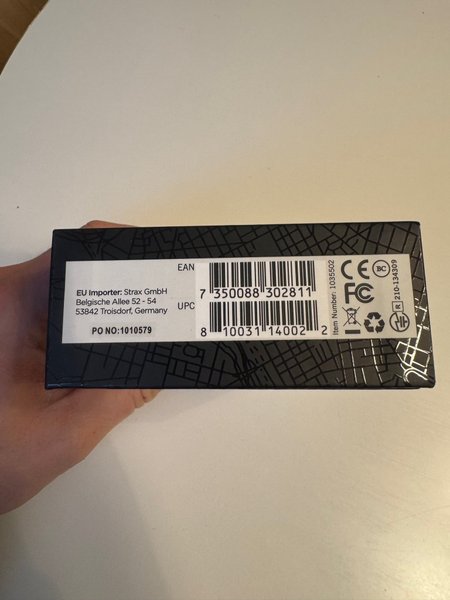 EAN
EU Importer: Strax GmbH
Belgische Allee 52 - 54
53842 Troisdorf, Germany
PO NO:1010579
7 350088 302811
UPC
8 10031 14002 2
Item Number: 1035502
CE
BC
FC
R 210-134309